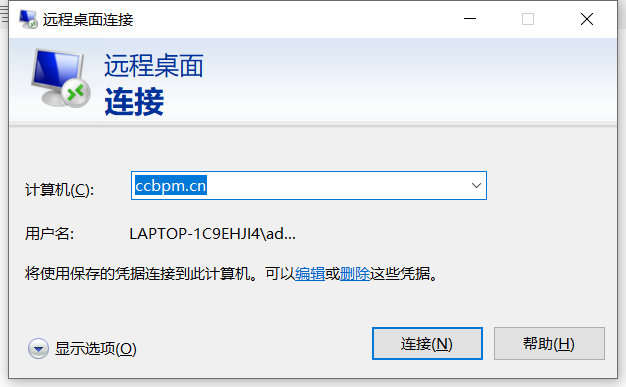 远程桌面连接
远程桌面
连接
计算机(C):
ccbpm.cn
用户名:
LAPTOP-1C9EHJI4\ad...
将使用保存的凭据连接到此计算机。可以编辑或删除这些凭据。
显示选项(O)
连接(N)
帮助(H)